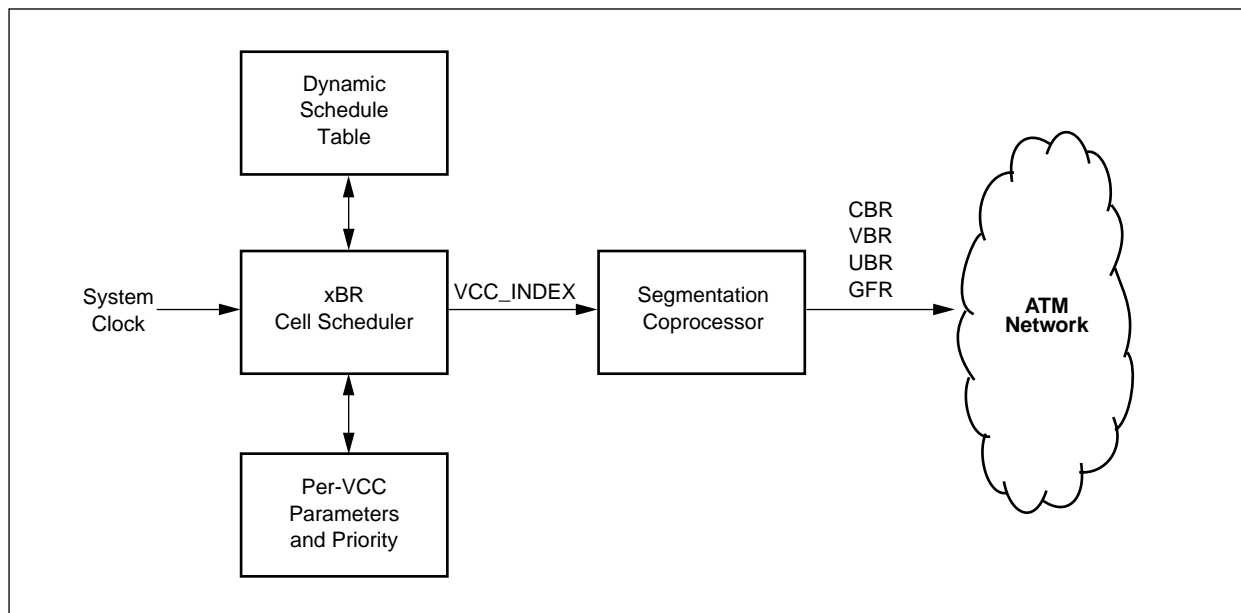 Dynamic
Schedule
Table
System
Clock
xBR
Cell Scheduler
VCC_INDEX
Segmentation
Coprocessor
CBR
VBR
UBR
GFR
ATM
Network
Per-VCC
Parameters
and Priority